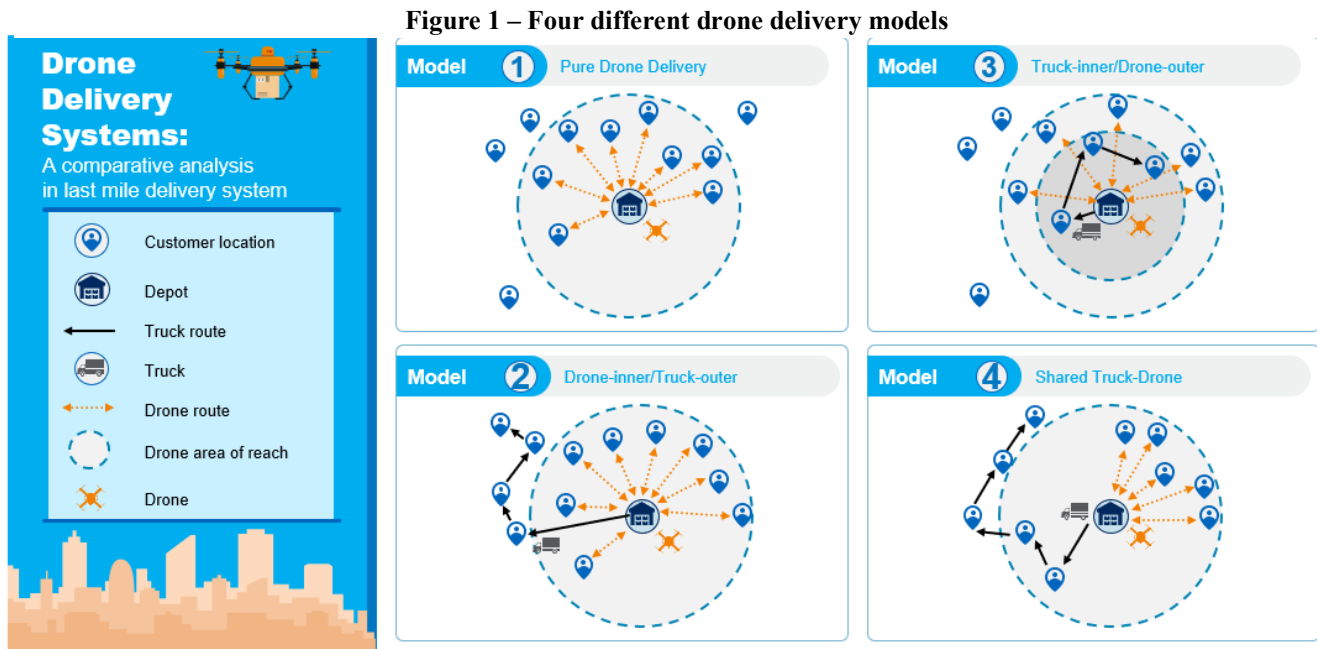 Figure 1 – Four different drone delivery models
Drone
Delivery
Systems:
A comparative analysis
in last mile delivery system
Customer location
Depot
Truck route
Truck
Drone route
Drone area of reach
Drone
Model 1 Pure Drone Delivery
Model 3 Truck-inner/Drone-outer
Model 2 Drone-inner/Truck-outer
Model 4 Shared Truck-Drone